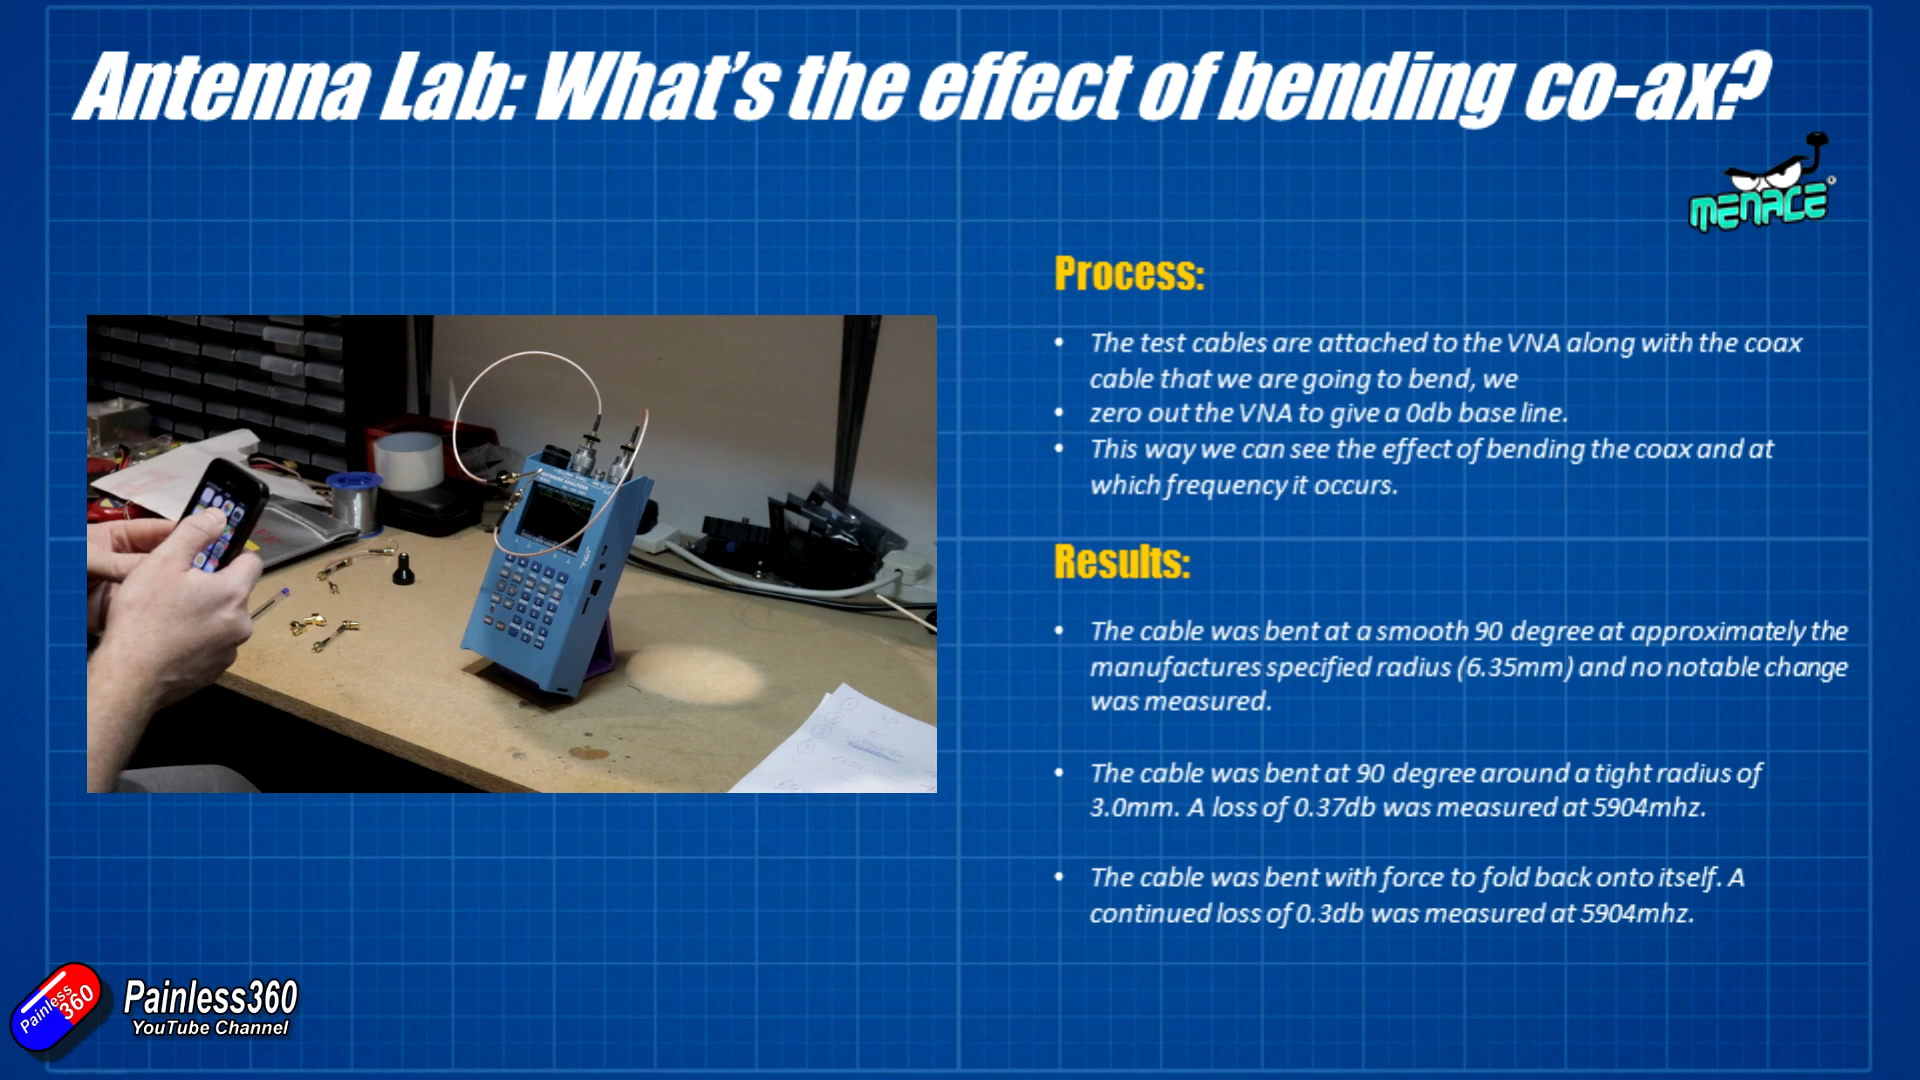 Antenna Lab: What's the effect of bending co-ax?
MENACE
Process:
• The test cables are attached to the VNA along with the coax
cable that we are going to bend, we
• zero out the VNA to give a 0db base line.
• This way we can see the effect of bending the coax and at
which frequency it occurs.
Results:
• The cable was bent at a smooth 90 degree at approximately the
manufactures specified radius (6.35mm) and no notable change
was measured.
• The cable was bent at 90 degree around a tight radius of
3.0mm. A loss of 0.37db was measured at 5904mhz.
• The cable was bent with force to fold back onto itself. A
continued loss of 0.3db was measured at 5904mhz.
Painless
360
Painless360
YouTube Channel